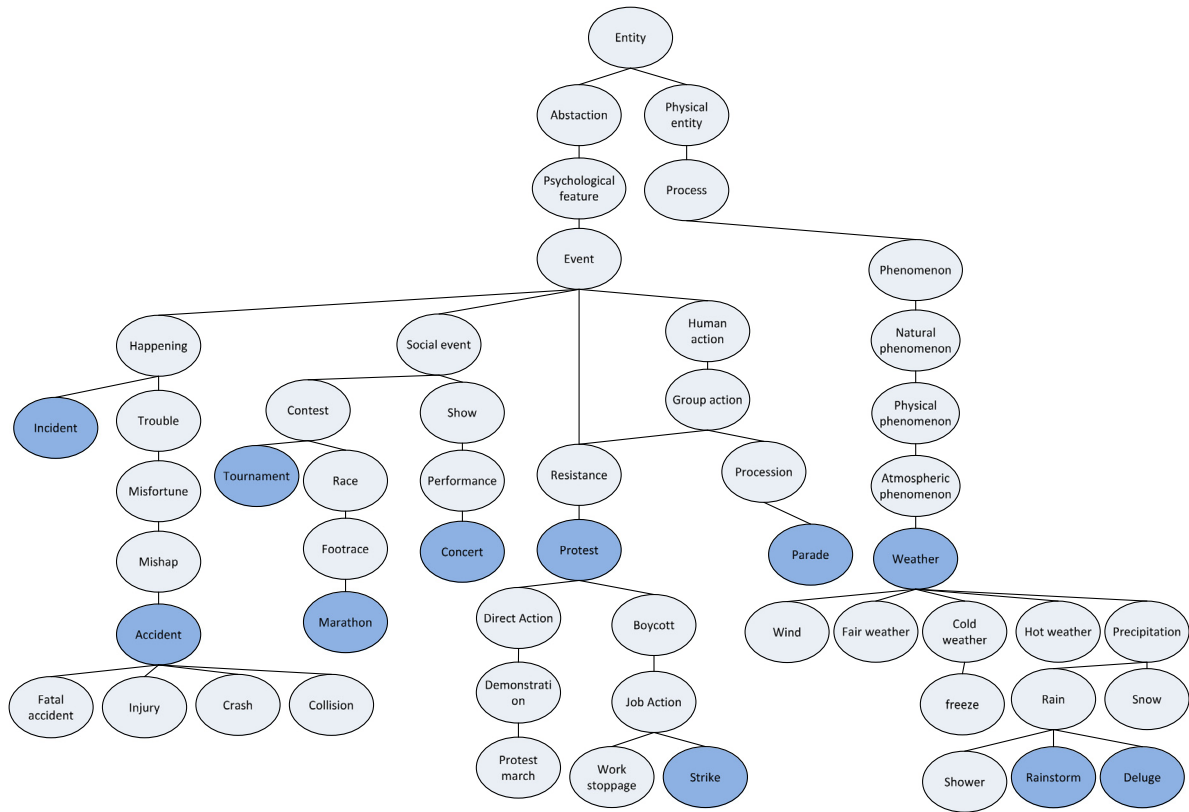 Entity
Abstaction
Physical
entity
Psychological
feature
Process
Event
Phenomenon
Happening
Social event
Human
action
Natural
phenomenon
Incident
Trouble
Contest
Show
Group action
Physical
phenomenon
Tournament
Misfortune
Race
Performance
Resistance
Procession
Atmospheric
phenomenon
Mishap
Footrace
Concert
Protest
Parade
Weather
Accident
Marathon
Direct Action
Boycott
Wind
Fair weather
Cold
weather
Hot weather
Precipitation
Fatal
accident
Injury
Crash
Collision
Demonstrati
on
Job Action
freeze
Rain
Snow
Protest
march
Work
stoppage
Strike
Shower
Rainstorm
Deluge